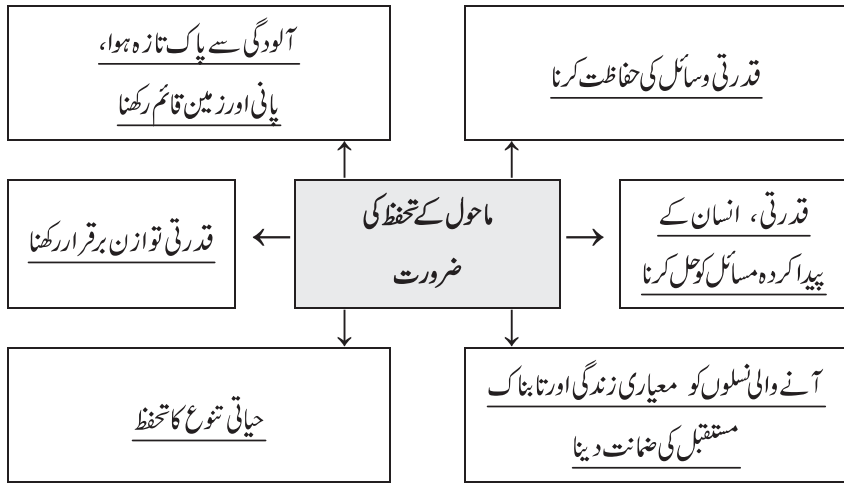 قدرتی وسائل کی حفاظت کرنا
آلودگی سے پاک تازہ ہوا،
پانی اور زمین قائم رکھنا
قدرتی، انسان کے
پیدا کردہ مسائل کو حل کرنا
ماحول کے تحفظ کی
ضرورت
قدرتی توازن برقرار رکھنا
آنے والی نسلوں کو معیاری زندگی اور تابناک
مستقبل کی ضمانت دینا
حیاتی تنوع کا تحفظ